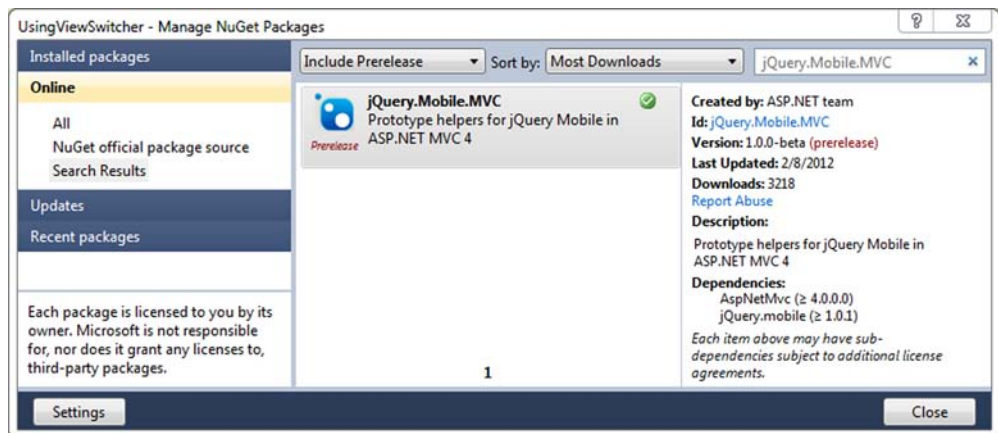 UsingViewSwitcher - Manage NuGet Packages
Installed packages
Online
All
NuGet official package source
Search Results
Updates
Recent packages
Each package is licensed to you by its
owner. Microsoft is not responsible
for, nor does it grant any licenses to,
third-party packages.
Settings
Include Prerelease
Sort by: Most Downloads
jQuery.Mobile.MVC
jQuery.Mobile.MVC
Prototype helpers for jQuery Mobile in
ASP.NET MVC 4
Prerelease
1
Created by: ASP.NET team
Id: jQuery.Mobile.MVC
Version: 1.0.0-beta (prerelease)
Last Updated: 2/8/2012
Downloads: 3218
Report Abuse
Description:
Prototype helpers for jQuery Mobile in
ASP.NET MVC 4
Dependencies:
AspNetMvc (≥ 4.0.0.0)
jQuery.mobile (≥ 1.0.1)
Each item above may have sub-
dependencies subject to additional license
agreements.
Close